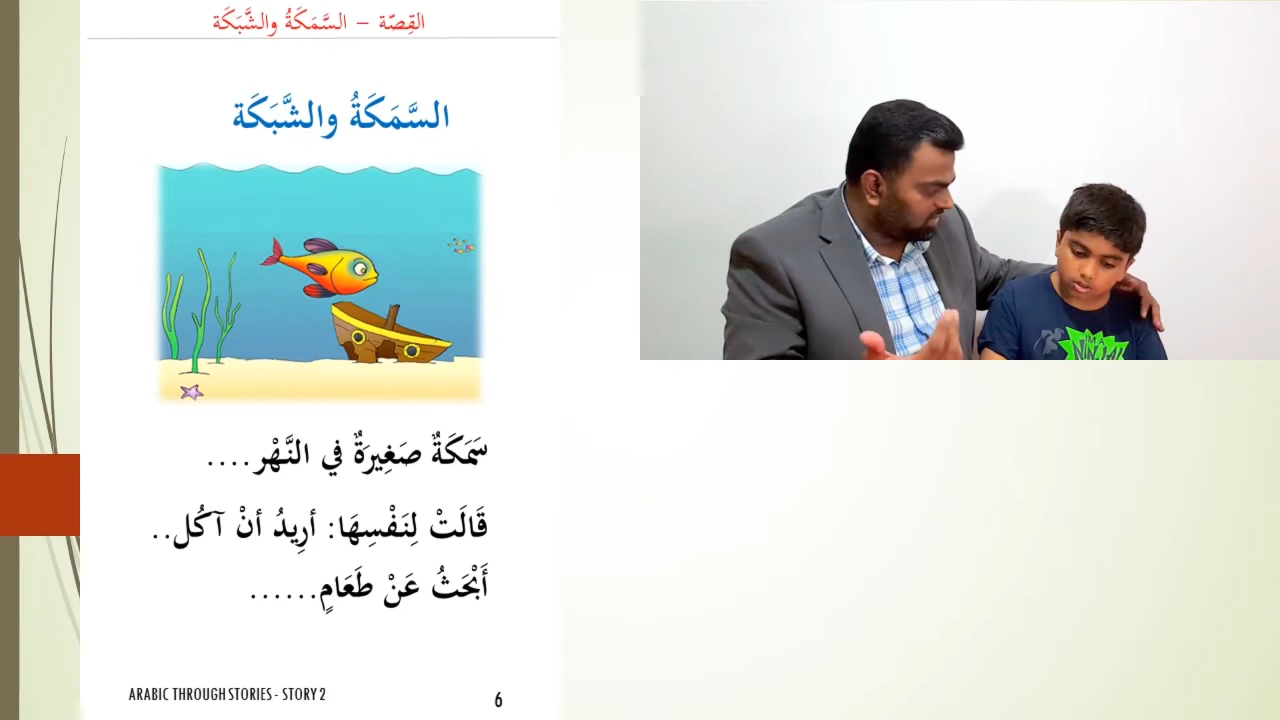 القِصّة – السَّمَكَةُ والشَّبَكَة
السَّمَكَةُ والشَّبَكَة
سَمَكَةٌ صَغِيرَةٌ في النَّهْر....
قَالَتْ لِنَفْسِهَا: أرِيدُ أنْ آكُل..
أَبْحَثُ عَنْ طَعَامٍ......
ARABIC THROUGH STORIES - STORY 2
6
NINJA